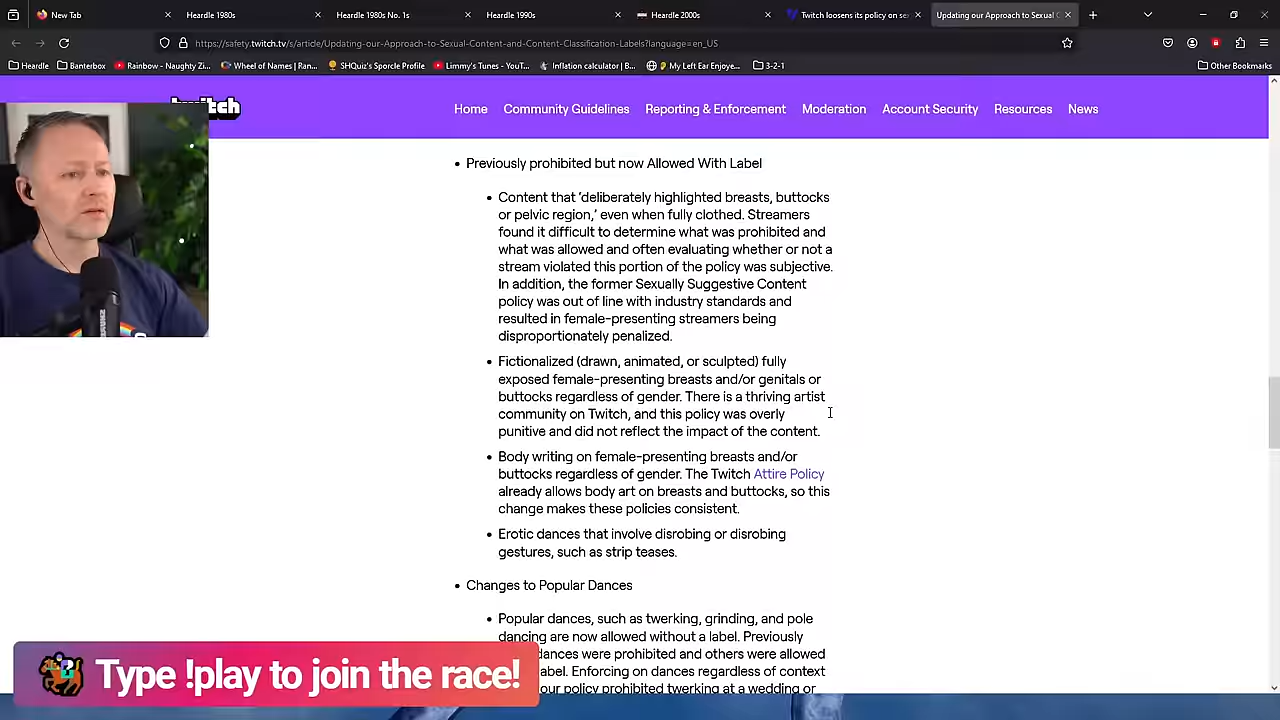 New Tab
Heardle 1980s
Heardle 1980s No. 1s
Heardle 1990s
Heardle 2000s
Twitch loosens its policy on se
Updating our Approach to Sexual C
https://safety.twitch.tv/s/article/Updating-our-Approach-to-Sexual-Content-and-Content-Classification-Labels?language=en_US
Heardle
Banterbox
Rainbow - Naughty Zi...
Wheel of Names | Ran...
SHQuiz's Sporcle Profile
Limmy's Tunes - YouT...
Inflation calculator | B...
My Left Ear Enjoye...
3-2-1
Other Bookmarks
twitch
Home
Community Guidelines
Reporting & Enforcement
Moderation
Account Security
Resources
News
• Previously prohibited but now Allowed With Label
• Content that ‘deliberately highlighted breasts, buttocks
or pelvic region,’ even when fully clothed. Streamers
found it difficult to determine what was prohibited and
what was allowed and often evaluating whether or not a
stream violated this portion of the policy was subjective.
In addition, the former Sexually Suggestive Content
policy was out of line with industry standards and
resulted in female-presenting streamers being
disproportionately penalized.
• Fictionalized (drawn, animated, or sculpted) fully
exposed female-presenting breasts and/or genitals or
buttocks regardless of gender. There is a thriving artist
community on Twitch, and this policy was overly
punitive and did not reflect the impact of the content.
• Body writing on female-presenting breasts and/or
buttocks regardless of gender. The Twitch Attire Policy
already allows body art on breasts and buttocks, so this
change makes these policies consistent.
• Erotic dances that involve disrobing or disrobing
gestures, such as strip teases.
• Changes to Popular Dances
• Popular dances, such as twerking, grinding, and pole
dancing are now allowed without a label. Previously
dances were prohibited and others were allowed
abel. Enforcing on dances regardless of context
our policy prohibited twerking at a wedding or
Type !play to join the race!